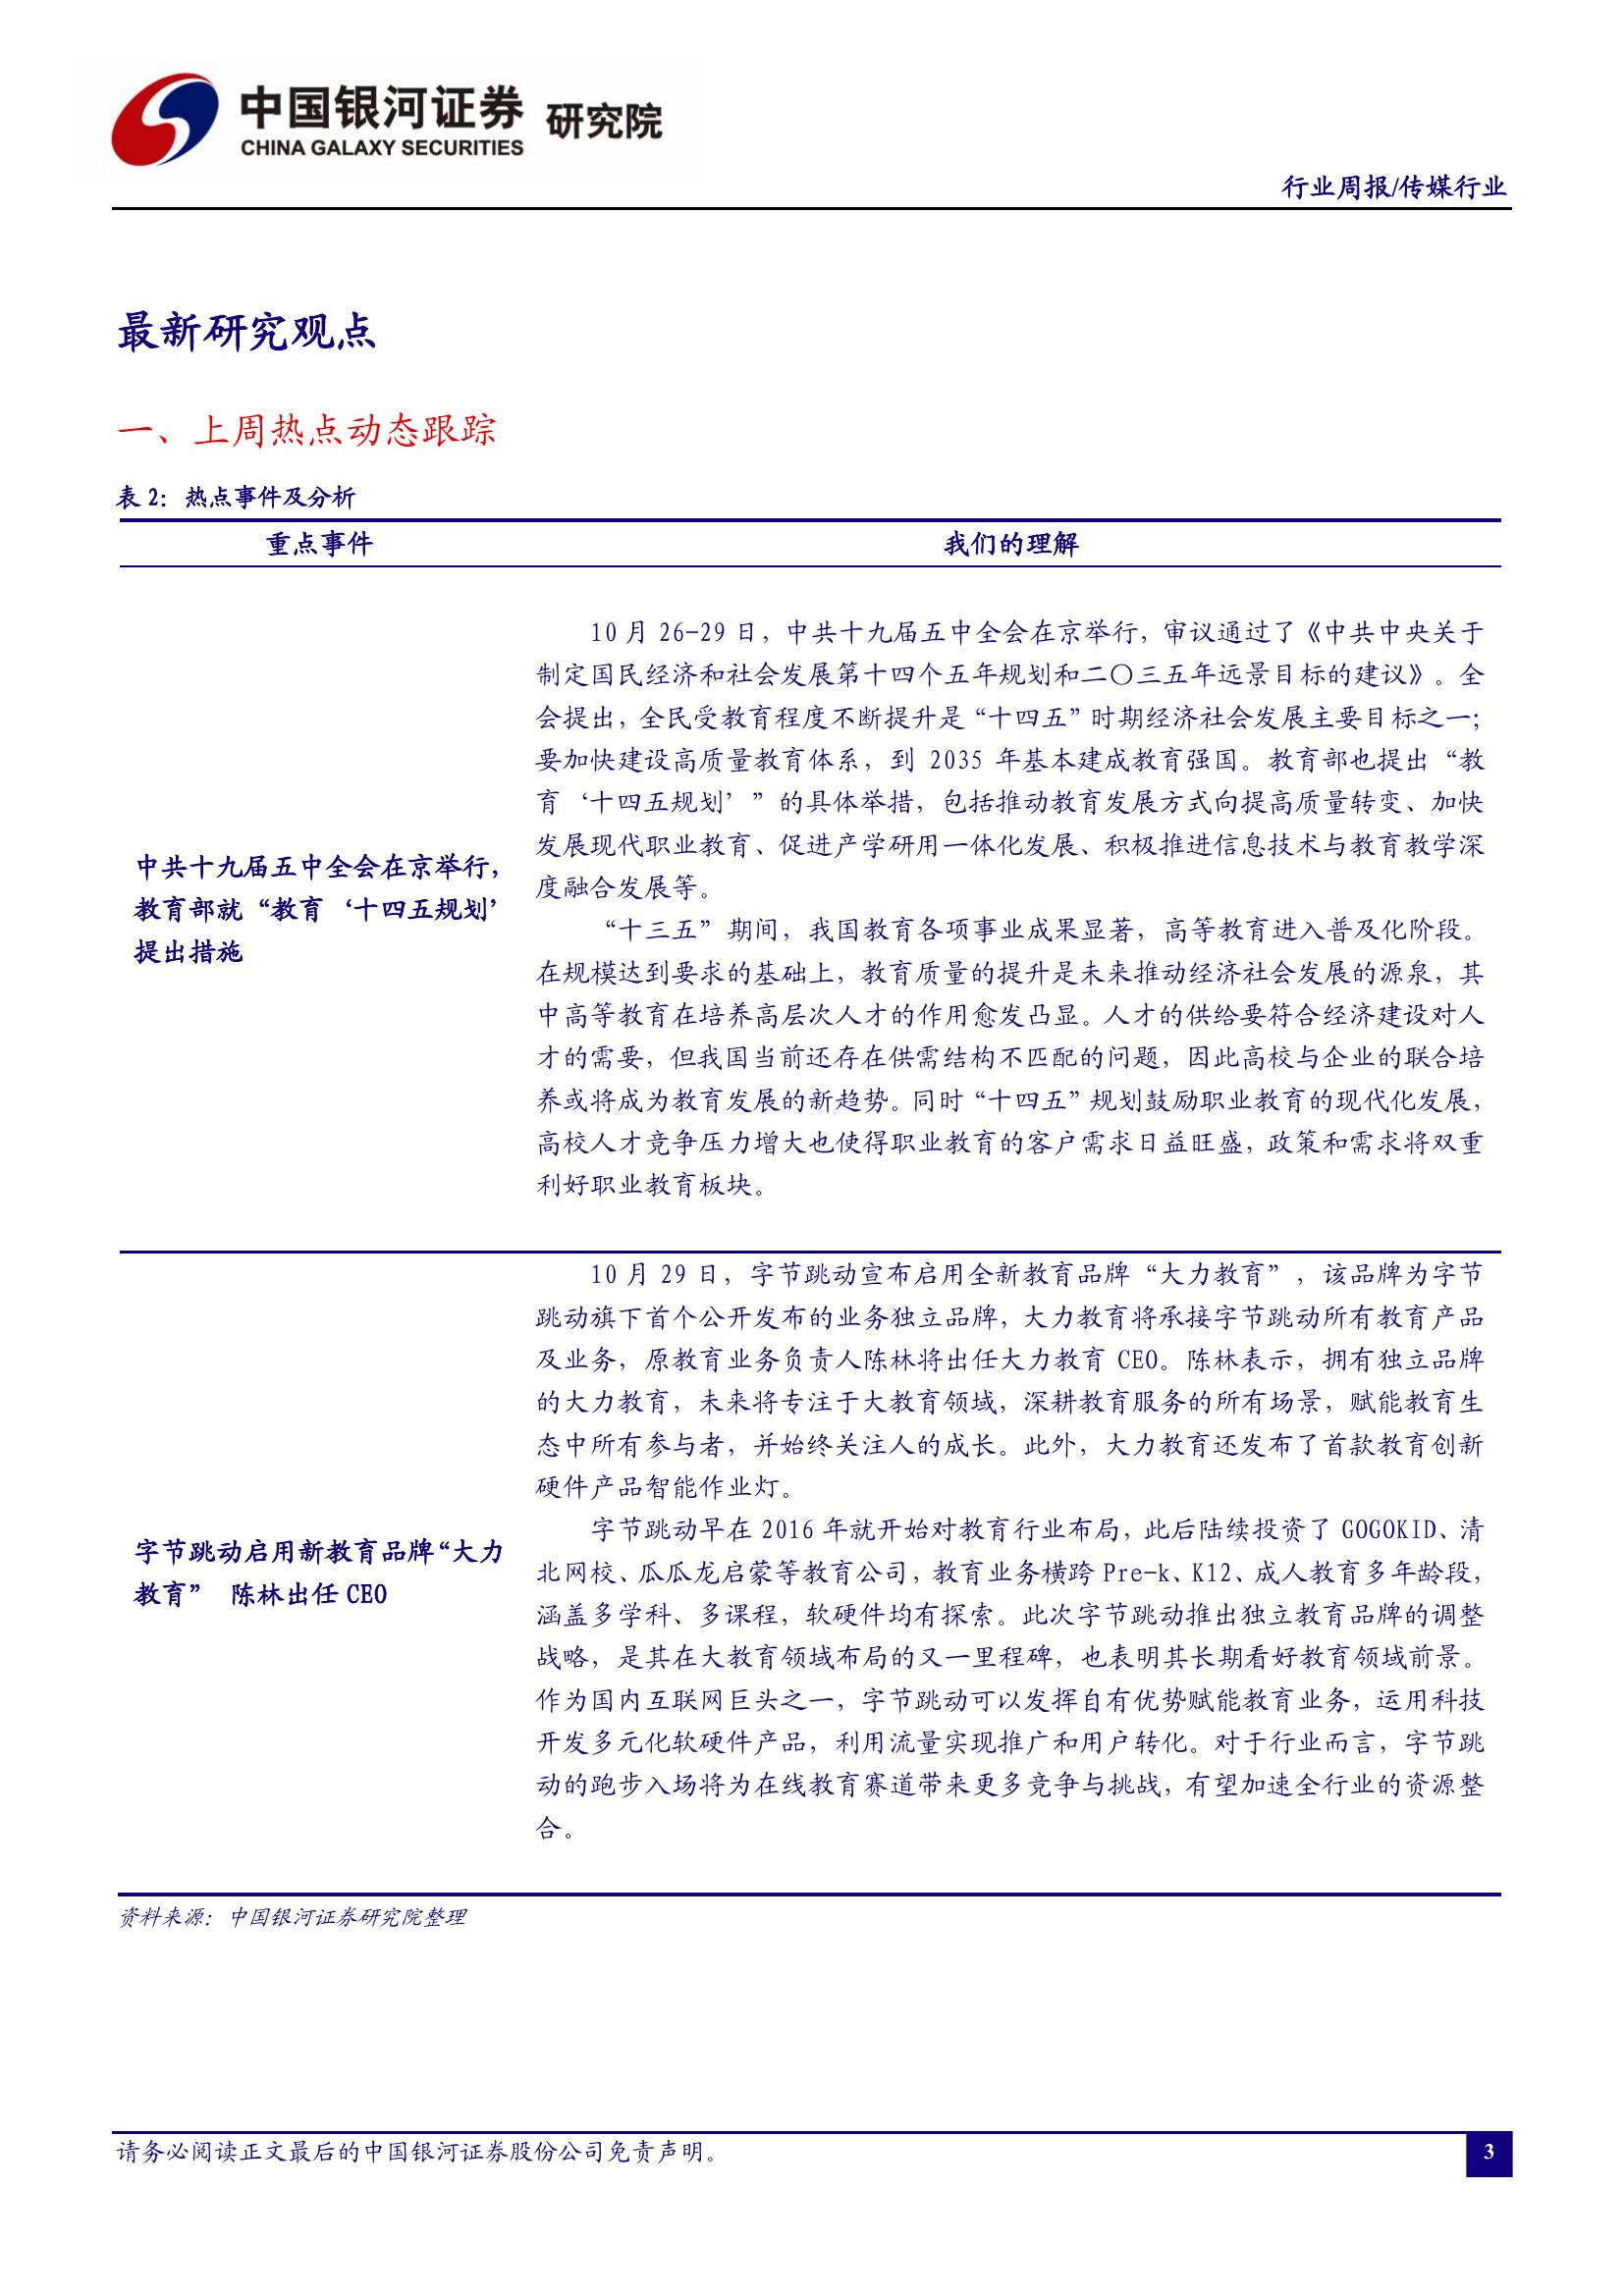 中国银河证券 研究院
CHINA GALAXY SECURITIES
行业周报/传媒行业
最新研究观点
一、上周热点动态跟踪
表 2：热点事件及分析
重点事件 我们的理解
中共十九届五中全会在京举行，
教育部就“教育‘十四五规划’
提出措施
10 月 26-29 日，中共十九届五中全会在京举行，审议通过了《中共中央关于
制定国民经济和社会发展第十四个五年规划和二〇三五年远景目标的建议》。全
会提出，全民受教育程度不断提升是“十四五”时期经济社会发展主要目标之一；
要加快建设高质量教育体系，到 2035 年基本建成教育强国。教育部也提出“教
育‘十四五规划’”的具体举措，包括推动教育发展方式向提高质量转变、加快
发展现代职业教育、促进产学研用一体化发展、积极推进信息技术与教育教学深
度融合发展等。
“十三五”期间，我国教育各项事业成果显著，高等教育进入普及化阶段。
在规模达到要求的基础上，教育质量的提升是未来推动经济社会发展的源泉，其
中高等教育在培养高层次人才的作用愈发凸显。人才的供给要符合经济建设对人
才的需要，但我国当前还存在供需结构不匹配的问题，因此高校与企业的联合培
养或将成为教育发展的新趋势。同时“十四五”规划鼓励职业教育的现代化发展，
高校人才竞争压力增大也使得职业教育的客户需求日益旺盛，政策和需求将双重
利好职业教育板块。
字节跳动启用新教育品牌“大力
教育” 陈林出任 CEO
10 月 29 日，字节跳动宣布启用全新教育品牌“大力教育”，该品牌为字节
跳动旗下首个公开发布的业务独立品牌，大力教育将承接字节跳动所有教育产品
及业务，原教育业务负责人陈林将出任大力教育 CEO。陈林表示，拥有独立品牌
的大力教育，未来将专注于大教育领域，深耕教育服务的所有场景，赋能教育生
态中所有参与者，并始终关注人的成长。此外，大力教育还发布了首款教育创新
硬件产品智能作业灯。
字节跳动早在 2016 年就开始对教育行业布局，此后陆续投资了 GOGOKID、清
北网校、瓜瓜龙启蒙等教育公司，教育业务横跨 Pre-k、K12、成人教育多年龄段，
涵盖多学科、多课程，软硬件均有探索。此次字节跳动推出独立教育品牌的调整
战略，是其在大教育领域布局的又一里程碑，也表明其长期看好教育领域前景。
作为国内互联网巨头之一，字节跳动可以发挥自有优势赋能教育业务，运用科技
开发多元化软硬件产品，利用流量实现推广和用户转化。对于行业而言，字节跳
动的跑步入场将为在线教育赛道带来更多竞争与挑战，有望加速全行业的资源整
合。
资料来源：中国银河证券研究院整理
请务必阅读正文最后的中国银河证券股份公司免责声明。
3